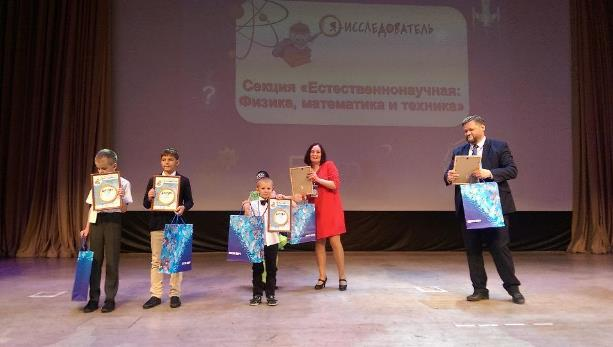 Я-ИССЛЕДОВАТЕЛЬ
Секция «Естественнонаучная:
Физика, математика и техника»